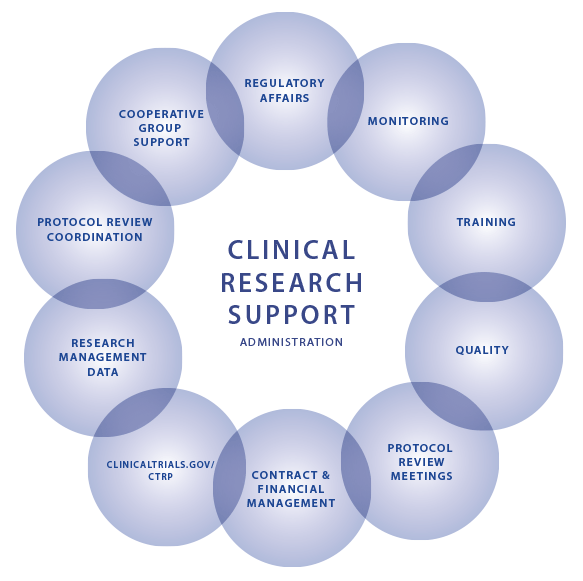 REGULATORY
AFFAIRS
MONITORING
TRAINING
QUALITY
PROTOCOL
REVIEW
MEETINGS
CONTRACT &
FINANCIAL
MANAGEMENT
CLINICALTRIALS.GOV/
CTRP
RESEARCH
MANAGEMENT
DATA
PROTOCOL REVIEW
COORDINATION
COOPERATIVE
GROUP
SUPPORT
CLINICAL
RESEARCH
SUPPORT
ADMINISTRATION